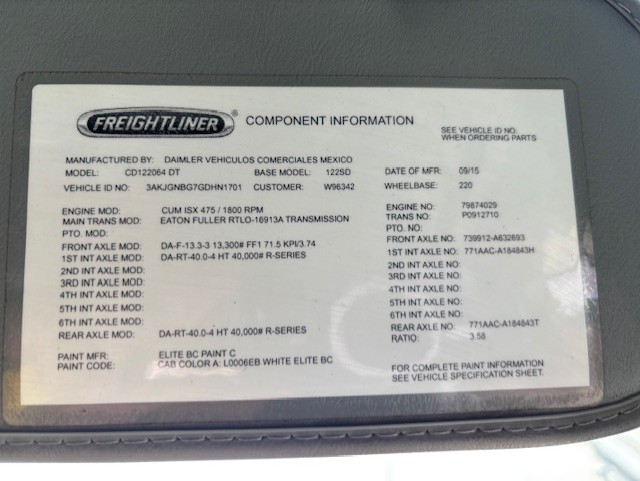 FREIGHTLINER® COMPONENT INFORMATION
SEE VEHICLE ID NO.
WHEN ORDERING PARTS
MANUFACTURED BY: DAIMLER VEHICULOS COMERCIALES MEXICO
MODEL: CD122064 DT BASE MODEL: 122SD DATE OF MFR: 09/15
VEHICLE ID NO: 3AKJGNBG7GDHN1701 CUSTOMER: W96342 WHEELBASE: 220
ENGINE MOD: CUM ISX 475 / 1800 RPM ENGINE NO: 79874029
MAIN TRANS MOD: EATON FULLER RTLO-16913A TRANSMISSION TRANS NO: P0912710
PTO. MOD: PTO. NO:
FRONT AXLE MOD: DA-F-13.3-3 13,300# FF1 71.5 KPI/3.74 FRONT AXLE NO: 739912-A632693
1ST INT AXLE MOD: DA-RT-40.0-4 HT 40,000# R-SERIES 1ST INT AXLE NO: 771AAC-A184843H
2ND INT AXLE MOD: 2ND INT AXLE NO:
3RD INT AXLE MOD: 3RD INT AXLE NO:
4TH INT AXLE MOD: 4TH INT AXLE NO:
5TH INT AXLE MOD: 5TH INT AXLE NO:
6TH INT AXLE MOD: 6TH INT AXLE NO:
REAR AXLE MOD: DA-RT-40.0-4 HT 40,000# R-SERIES REAR AXLE NO: 771AAC-A184843T
RATIO: 3.58
PAINT MFR: ELITE BC PAINT C
PAINT CODE: CAB COLOR A: L0006EB WHITE ELITE BC
FOR COMPLETE PAINT INFORMATION
SEE VEHICLE SPECIFICATION SHEET.